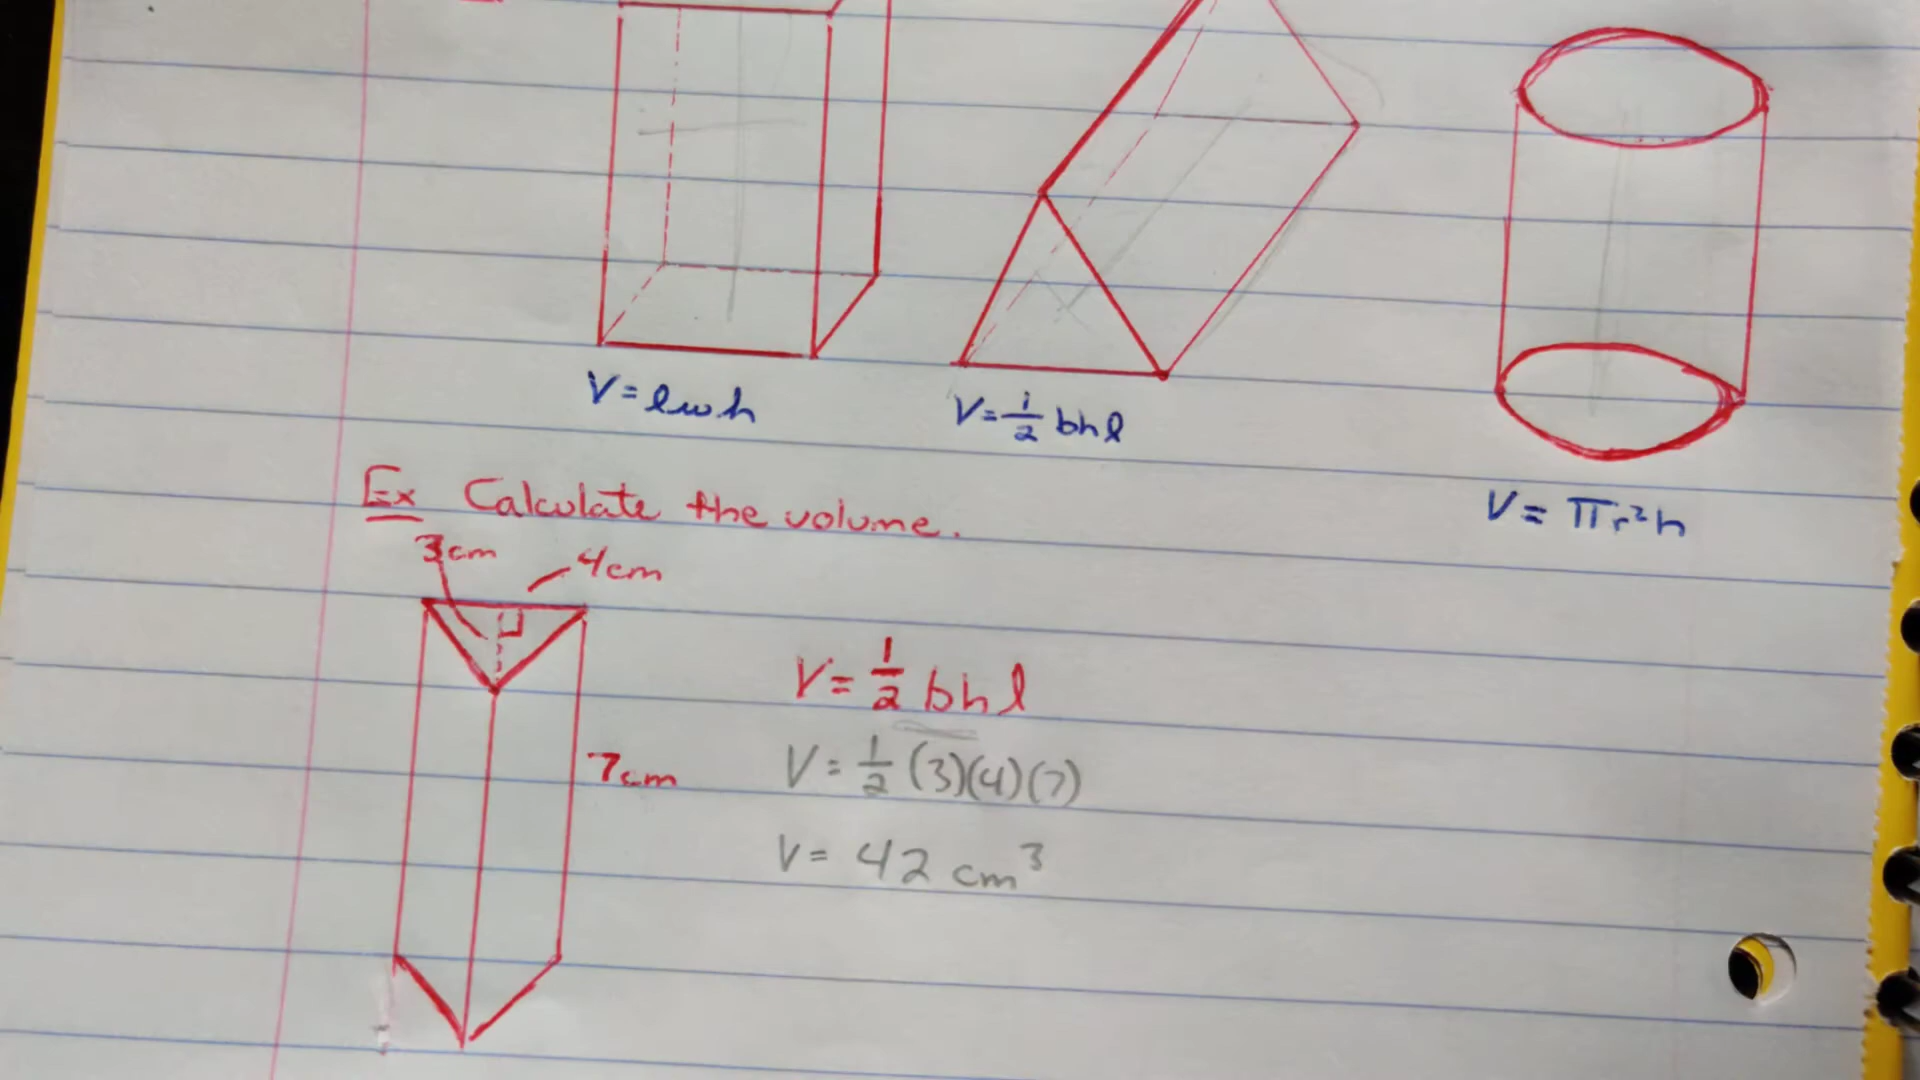 V = lwh
V = 1/2 bhl
V = πr²h
Ex Calculate the volume.
3cm
4cm
7cm
V = 1/2 bhl
V = 1/2 (3)(4)(7)
V = 42 cm³